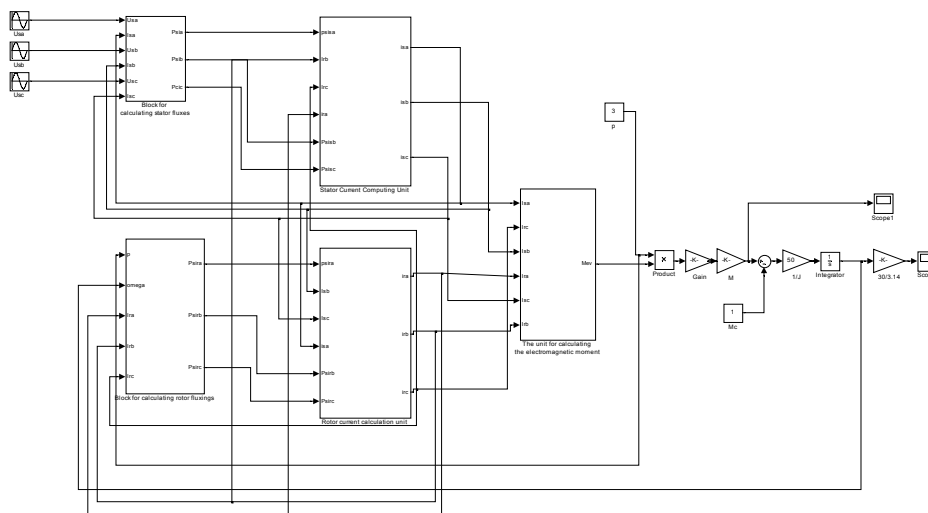 Usa
Usb
Usc
Usa
Isa
Usb
Isb
Usc
Isc
Psia
Psib
Pcic
Block for
calculating stator fluxes
psisa
Irb
Irc
Ira
Psisb
Psisc
isa
isb
isc
Stator Current Computing Unit
3
p
Isa
Irc
Isb
Ira
Isc
Irb
Mev
The unit for calculating
the electromagnetic moment
×
Product
-K-
Gain
-K-
M
50
1/J
1
s
Integrator
-K-
30/3.14
Scope1
1
Mc
p
omega
Ira
Irb
Irc
Psira
Psirb
Psirc
Block for calculating rotor fluxings
psira
Isb
Isc
Isa
Psirb
Psirc
ira
irb
irc
Rotor current calculation unit